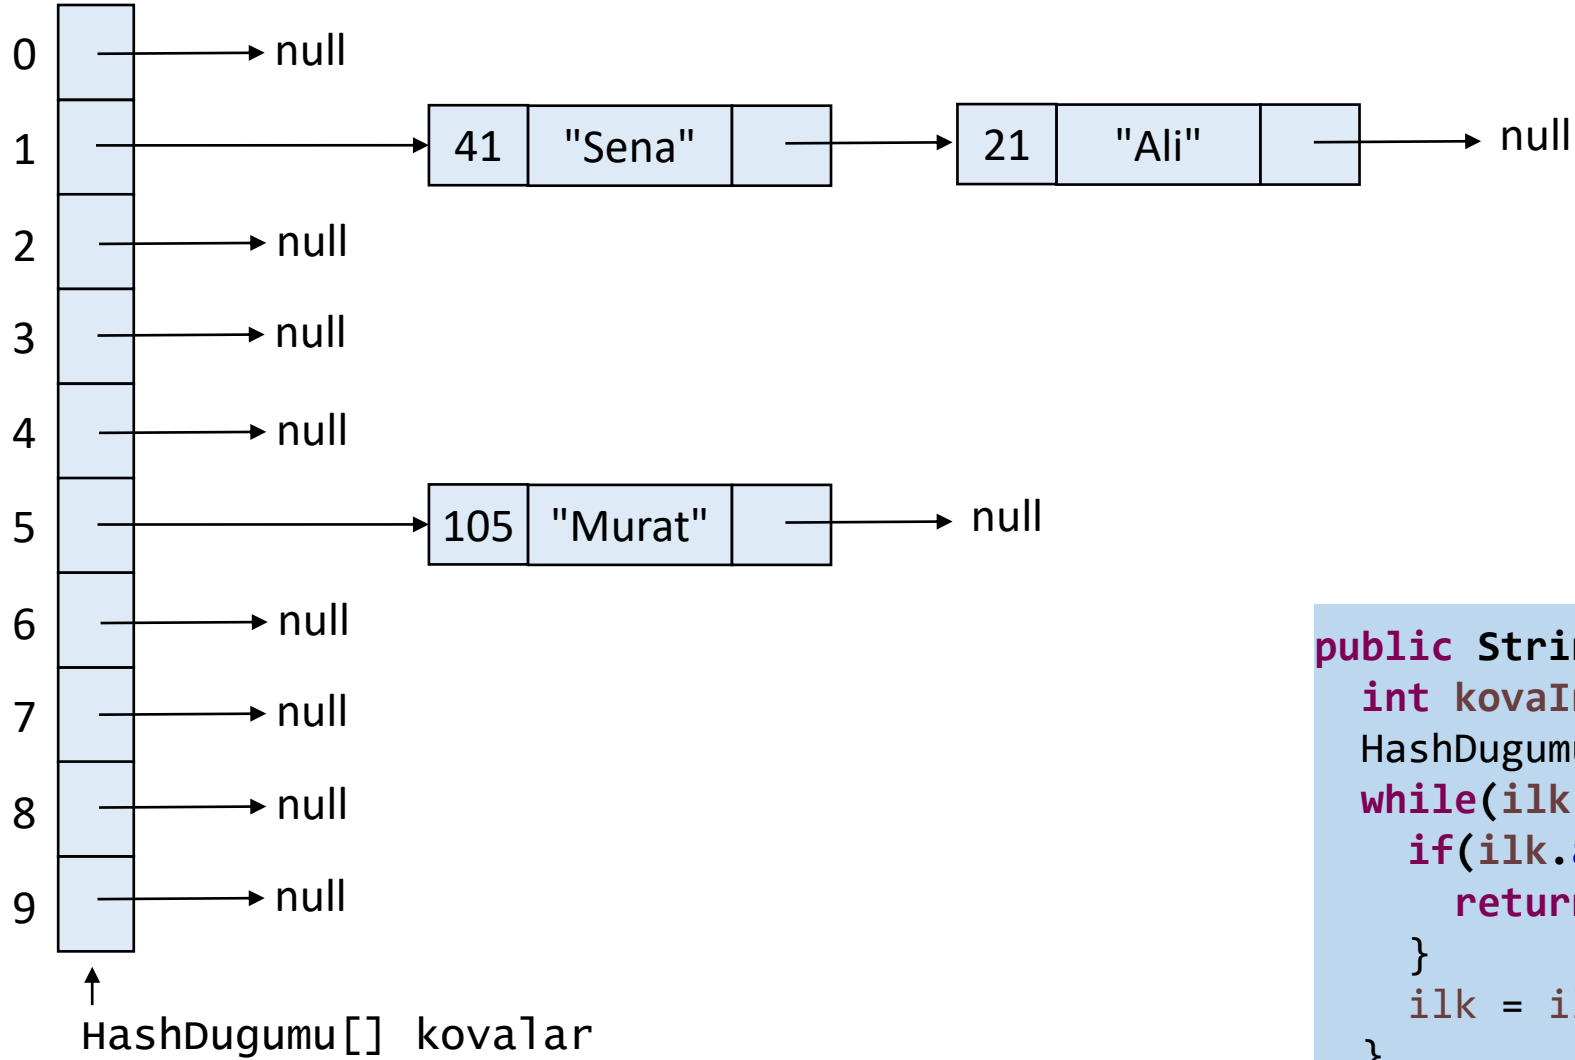 0 null
1 41 "Sena" 21 "Ali" null
2 null
3 null
4 null
5 105 "Murat" null
6 null
7 null
8 null
9 null
HashDugumu[] kovalar
public
int
while(ilk
if(ilk.
}
ilk =
}